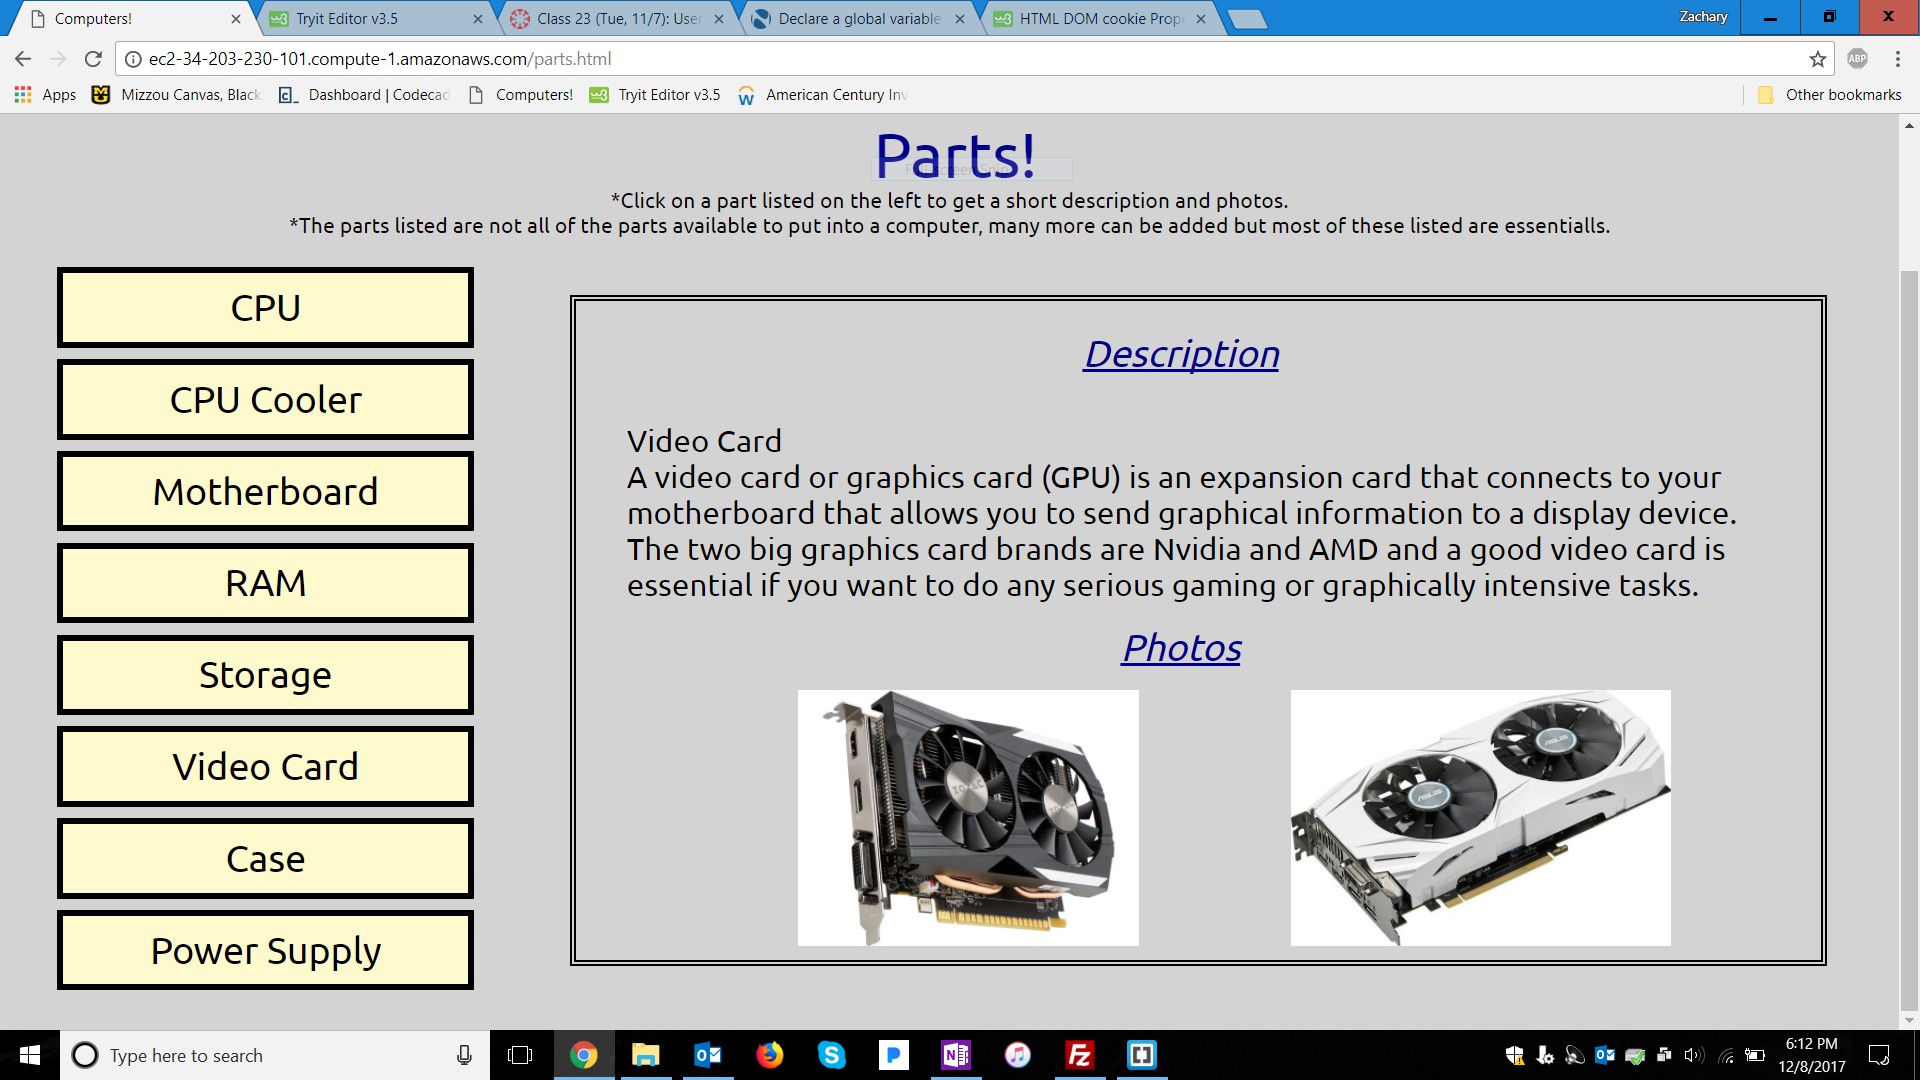 Computers!
Tryit Editor v3.5
Class 23 (Tue, 11/7): User
Declare a global variable
HTML DOM cookie Prope
Zachary
ec2-34-203-230-101.compute-1.amazonaws.com/parts.html
ABP
Apps
Mizzou Canvas, Black
Dashboard | Codecad
Computers!
Tryit Editor v3.5
American Century Inv
Other bookmarks
Parts!
*Click on a part listed on the left to get a short description and photos.
*The parts listed are not all of the parts available to put into a computer, many more can be added but most of these listed are essentialls.
CPU
CPU Cooler
Motherboard
RAM
Storage
Video Card
Case
Power Supply
Description
Video Card
A video card or graphics card (GPU) is an expansion card that connects to your
motherboard that allows you to send graphical information to a display device.
The two big graphics card brands are Nvidia and AMD and a good video card is
essential if you want to do any serious gaming or graphically intensive tasks.
Photos
ZOTAC
ASUS
ASUS
Type here to search
6:12 PM
12/8/2017